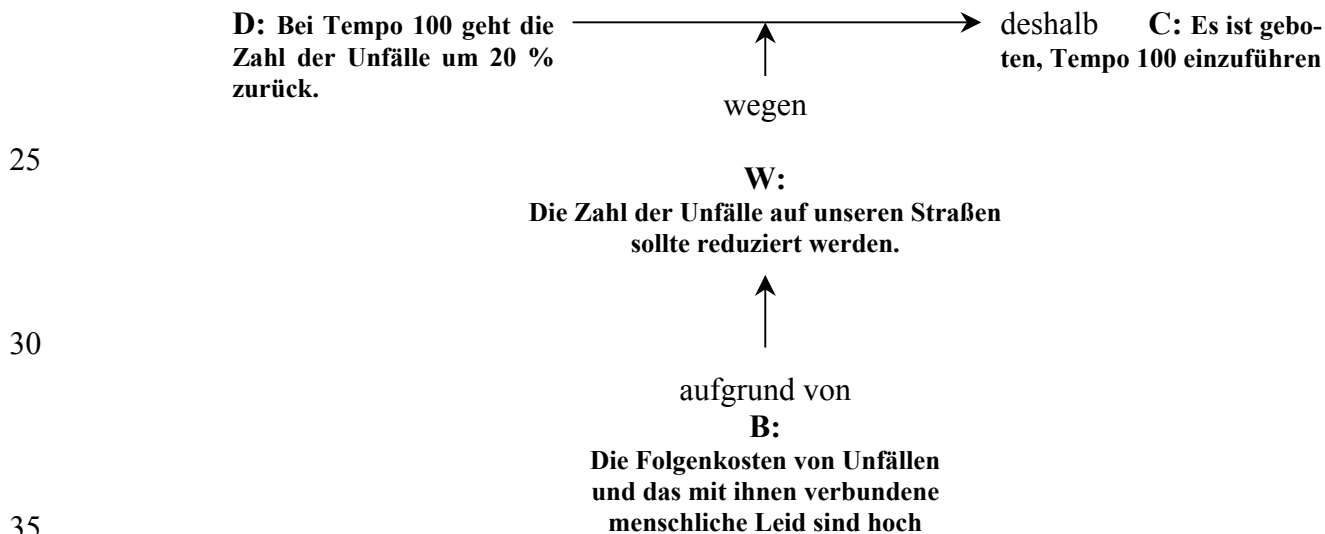 D: Bei Tempo 100 geht die
Zahl der Unfälle um 20 %
zurück.
deshalb C: Es ist gebo-
ten, Tempo 100 einzuführen
wegen
25
W:
Die Zahl der Unfälle auf unseren Straßen
sollte reduziert werden.
30
aufgrund von
B:
Die Folgenkosten von Unfällen
und das mit ihnen verbundene
menschliche Leid sind hoch
35